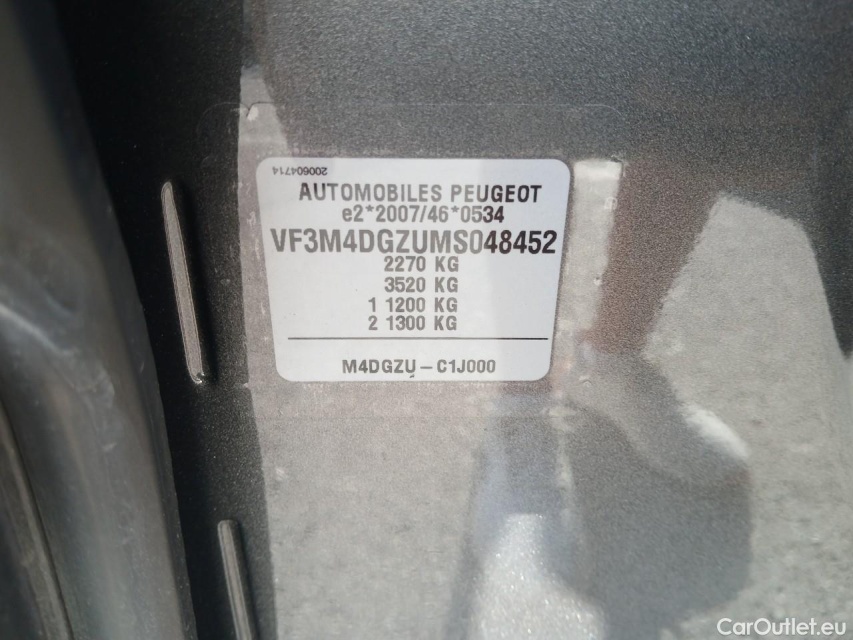 200604714
AUTOMOBILES PEUGEOT
e2*2007/46*0534
VF3M4DGZUMS048452
2270 KG
3520 KG
1 1200 KG
2 1300 KG
M4DGZU – C1J000
CarOutlet.eu